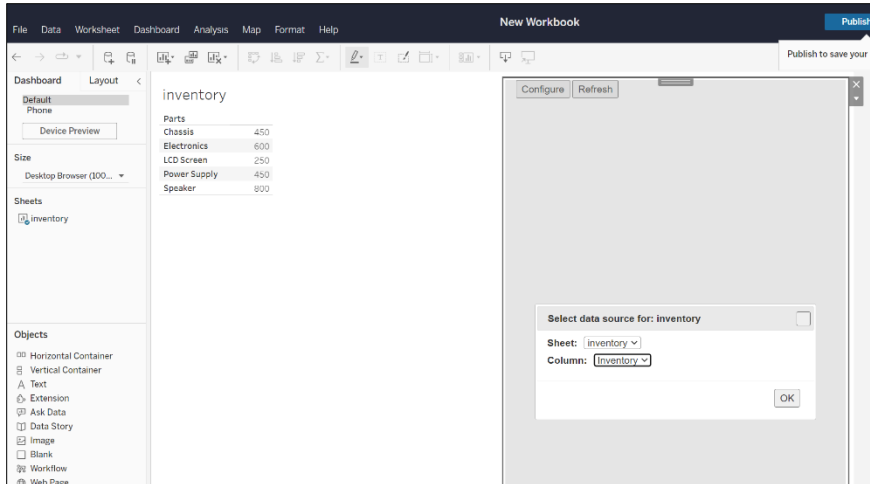 New Workbook
Publish
File Data Worksheet Dashboard Analysis Map Format Help
Publish to save your
Dashboard Layout
Default
Phone
Device Preview
Size
Desktop Browser (100...
Sheets
inventory
Objects
Horizontal Container
Vertical Container
A Text
Extension
Ask Data
Data Story
Image
Blank
Workflow
Web Page
inventory
Parts
Chassis 450
Electronics 600
LCD Screen 250
Power Supply 450
Speaker 800
Configure Refresh
Select data source for: inventory
Sheet: inventory
Column: Inventory
OK